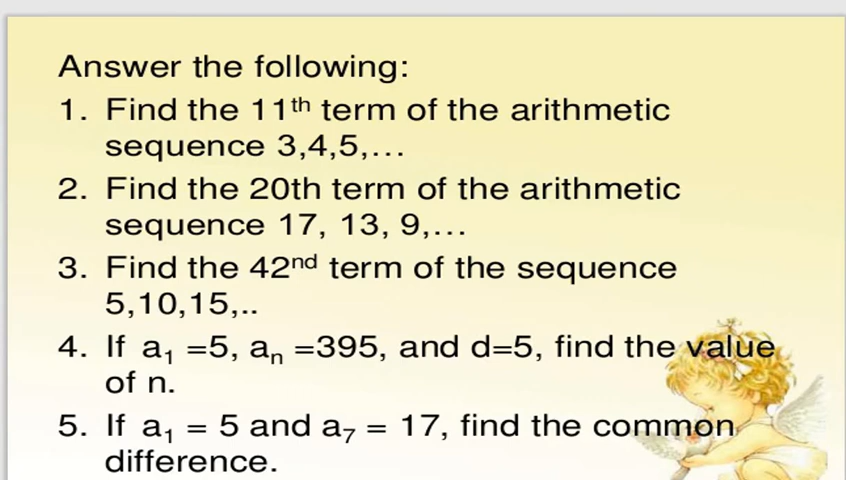 Answer the following:
1. Find the 11th term of the arithmetic
sequence 3,4,5,...
2. Find the 20th term of the arithmetic
sequence 17, 13, 9,...
3. Find the 42nd term of the sequence
5,10,15,..
4. If a1 =5, an =395, and d=5, find the value
of n.
5. If a1 = 5 and a7 = 17, find the common
difference.